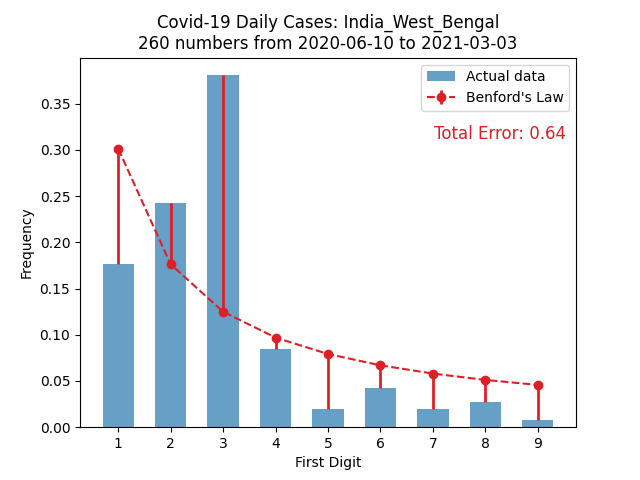 Covid-19 Daily Cases: India_West_Bengal
260 numbers from 2020-06-10 to 2021-03-03
Actual data
Benford's Law
Total Error: 0.64
Frequency
0.35
0.30
0.25
0.20
0.15
0.10
0.05
0.00
1 2 3 4 5 6 7 8 9
First Digit